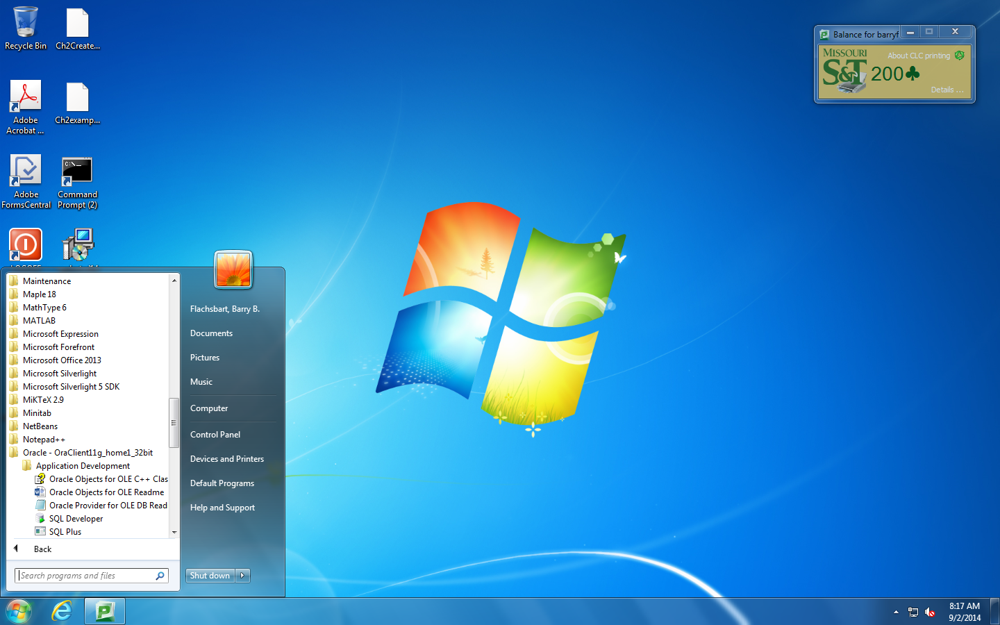 Recycle Bin
Ch2Create...
Adobe
Acrobat ...
Ch2examp...
Adobe
FormsCentral
Command
Prompt (2)
C:\._
Balance for barryf
MISSOURI
S&T
About CLC printing
200♣
Details ...
Maintenance
Maple 18
MathType 6
MATLAB
Microsoft Expression
Microsoft Forefront
Microsoft Office 2013
Microsoft Silverlight
Microsoft Silverlight 5 SDK
MiKTeX 2.9
Minitab
NetBeans
Notepad++
Oracle - OraClient11g_home1_32bit
Application Development
Oracle Objects for OLE C++ Clas
Oracle Objects for OLE Readme
Oracle Provider for OLE DB Read
SQL Developer
SQL Plus
Back
Search programs and files
Flachsbart, Barry B.
Documents
Pictures
Music
Computer
Control Panel
Devices and Printers
Default Programs
Help and Support
Shut down
8:17 AM
9/2/2014